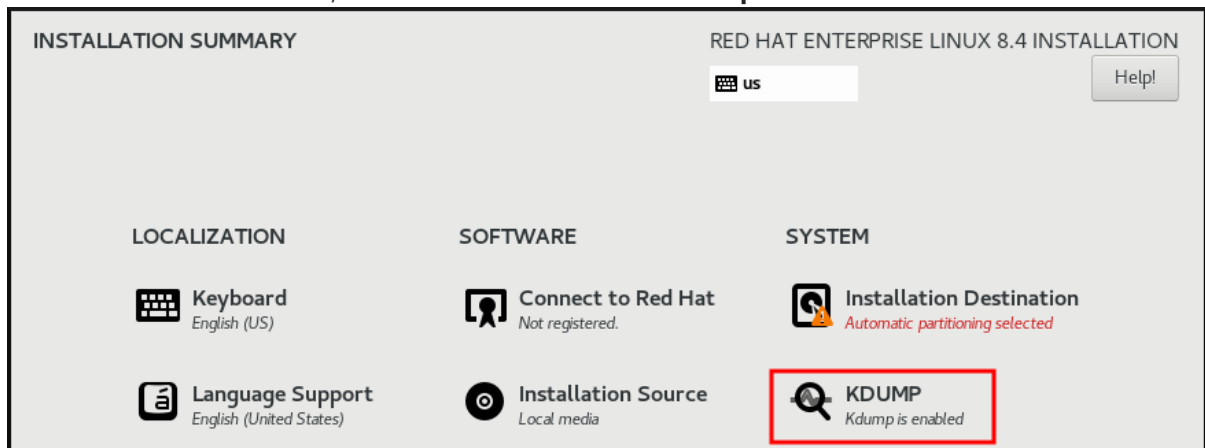 INSTALLATION SUMMARY
RED HAT ENTERPRISE LINUX 8.4 INSTALLATION
us
Help!
LOCALIZATION
SOFTWARE
SYSTEM
Keyboard
English (US)
Connect to Red Hat
Not registered.
Installation Destination
Automatic partitioning selected
Language Support
English (United States)
Installation Source
Local media
KDUMP
Kdump is enabled